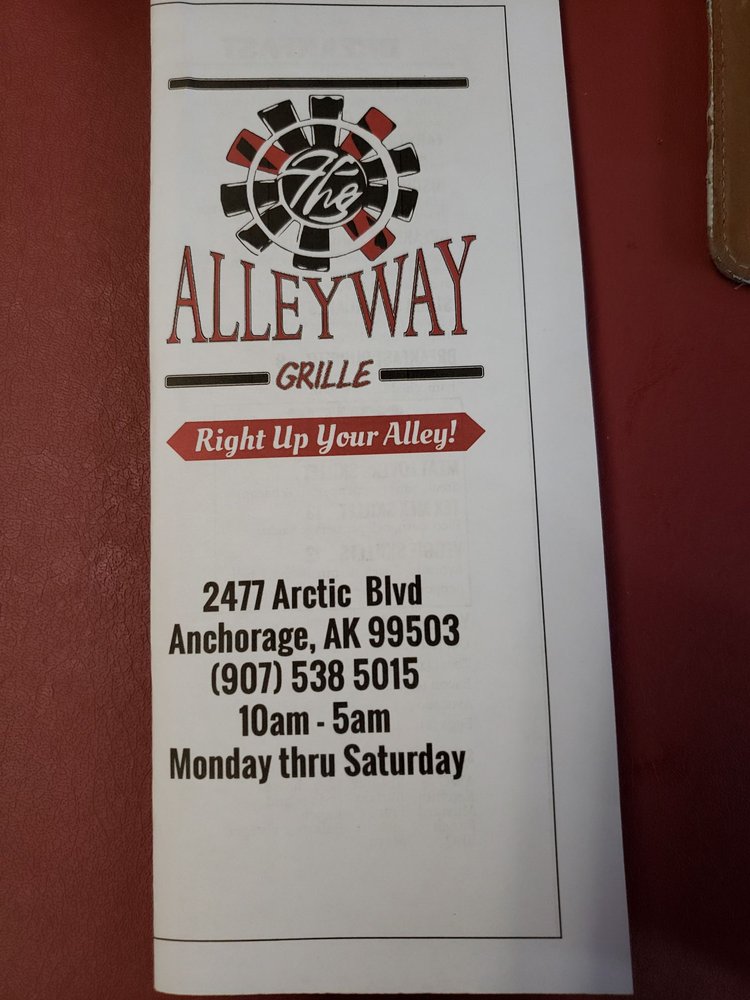 The
ALLEYWAY
GRILLE
Right Up Your Alley!
2477 Arctic Blvd
Anchorage, AK 99503
(907) 538 5015
10am - 5am
Monday thru Saturday